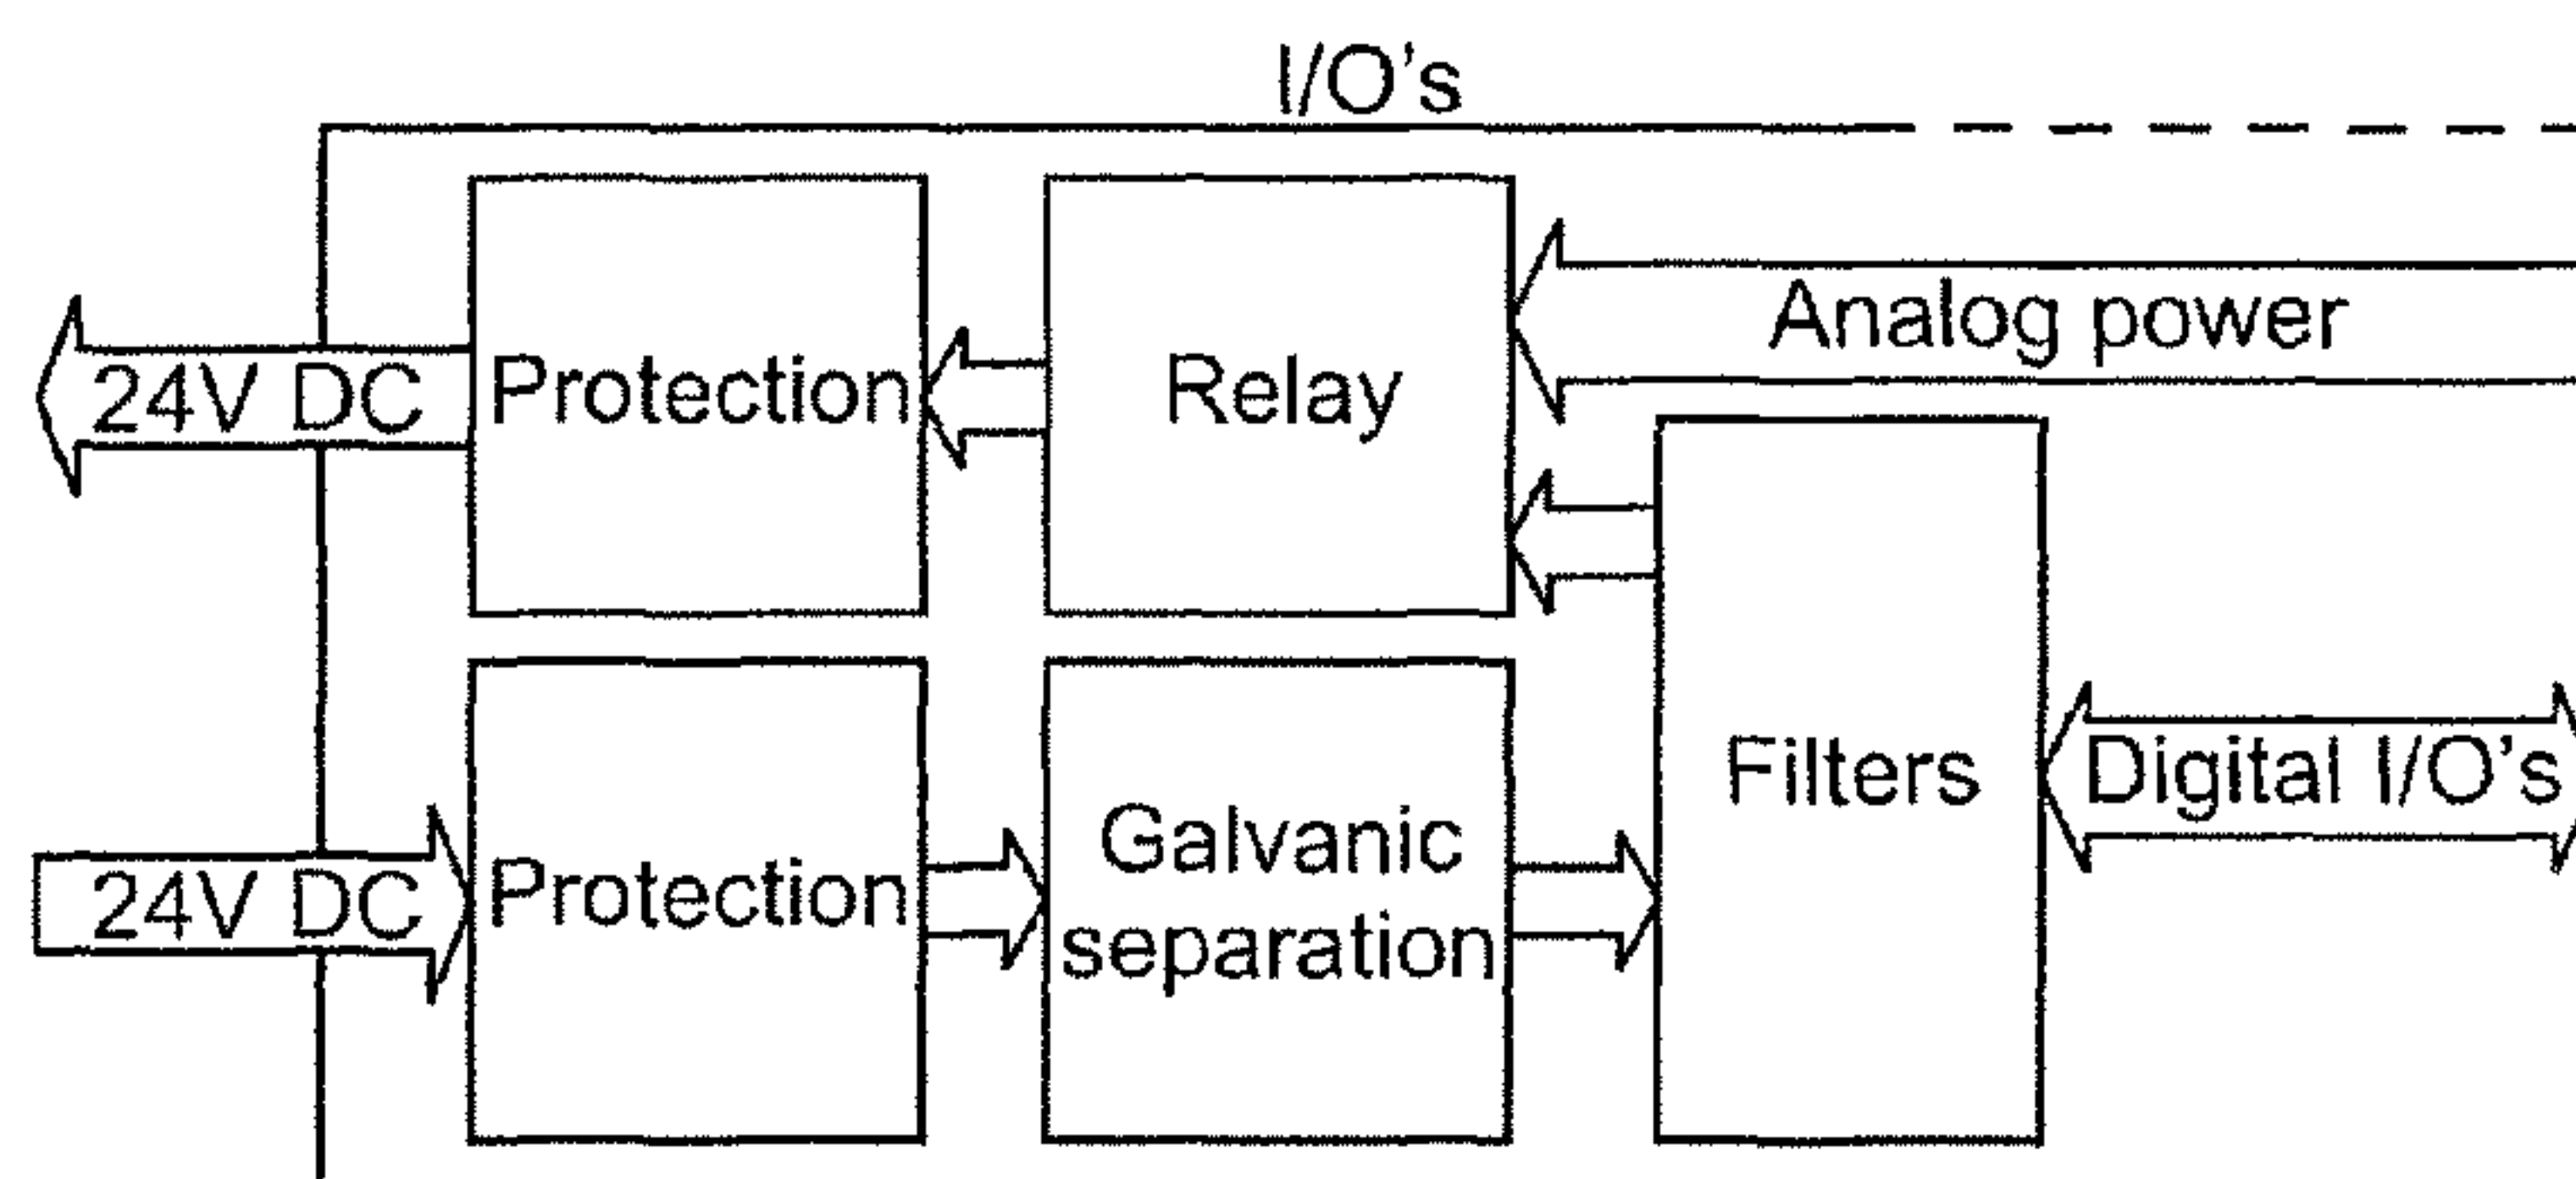 I/O's
Analog power
24V DC
Protection
Relay
Filters
Digital I/O's
24V DC
Protection
Galvanic
separation